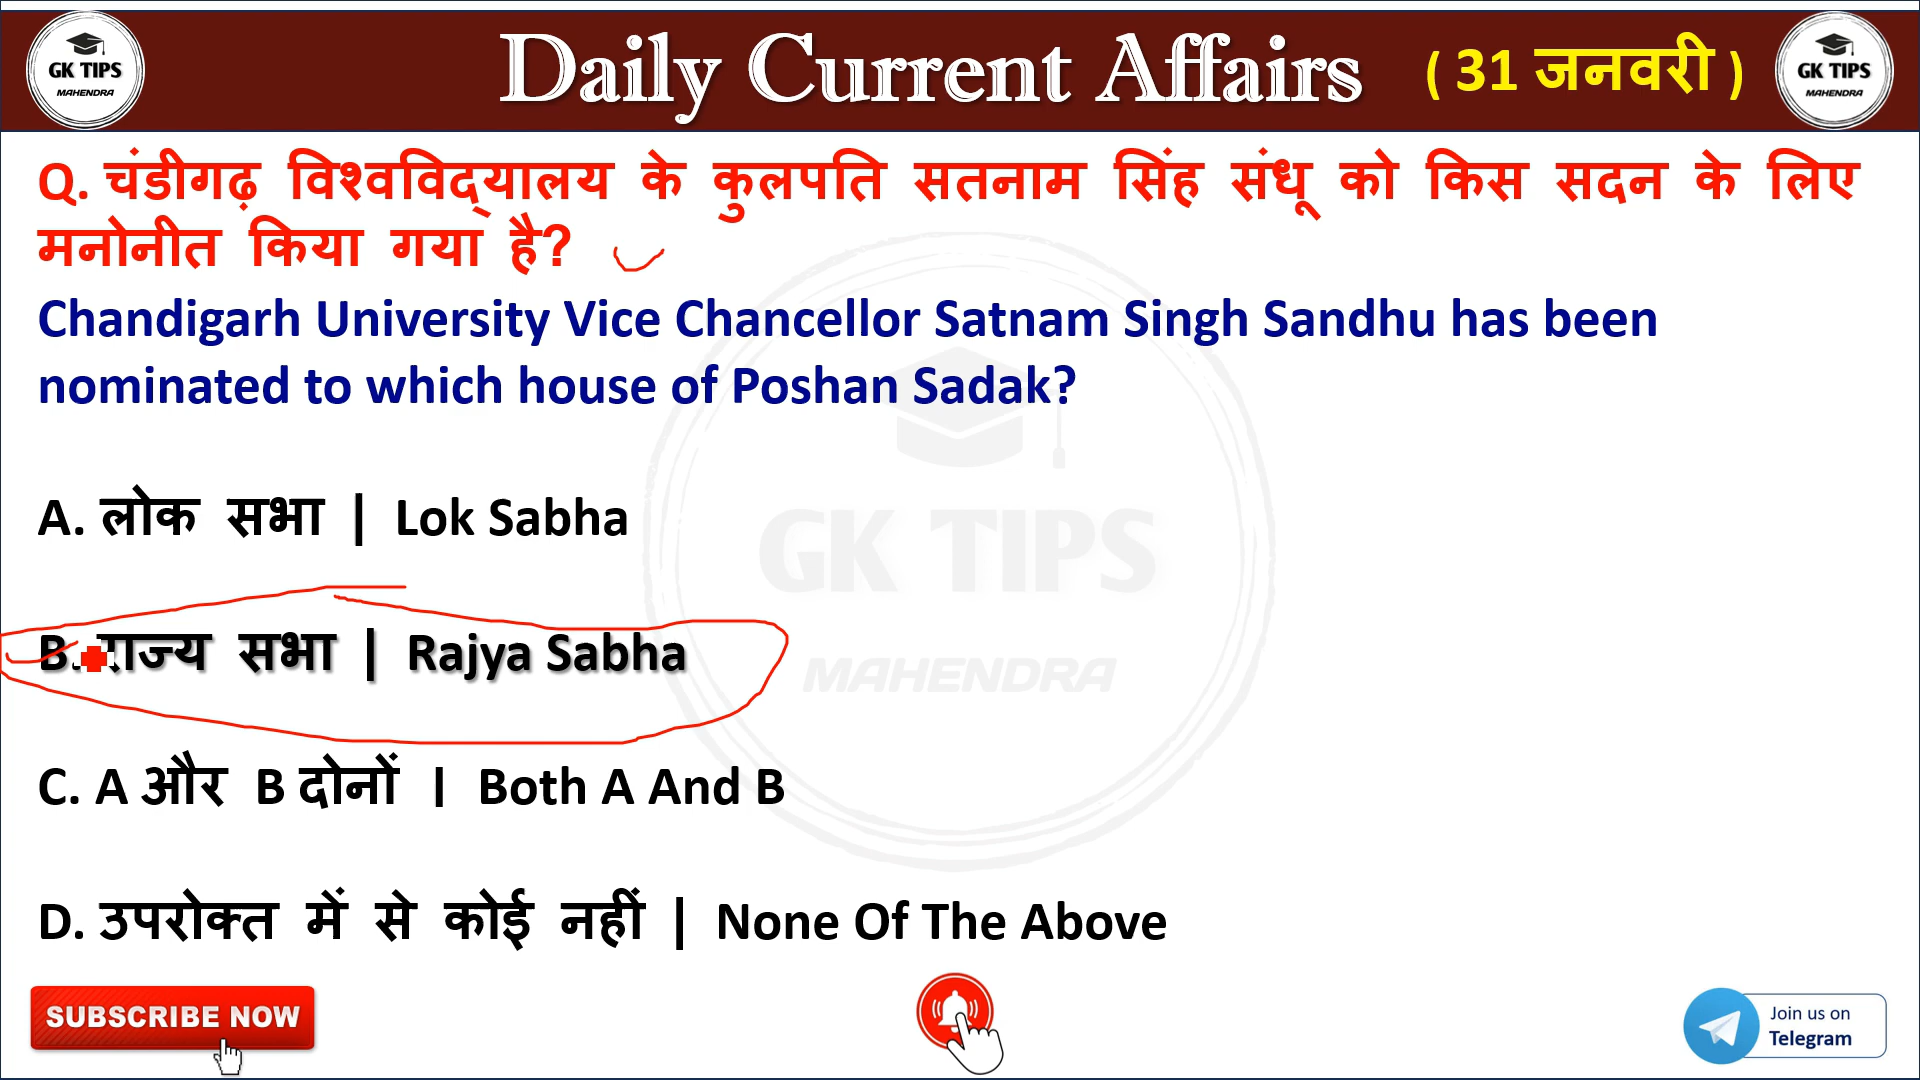 GK TIPS
MAHENDRA
Daily Current Affairs
( 31 जनवरी )
GK TIPS
MAHENDRA
Q. चंडीगढ़ विश्वविद्यालय के कुलपति सतनाम सिंह संधू को किस सदन के लिए
मनोनीत किया गया है?
Chandigarh University Vice Chancellor Satnam Singh Sandhu has been
nominated to which house of Poshan Sadak?
A. लोक सभा | Lok Sabha
GK TIPS
B. राज्य सभा | Rajya Sabha
MAHENDRA
C. A और B दोनों । Both A And B
D. उपरोक्त में से कोई नहीं | None Of The Above
SUBSCRIBE NOW
Join us on
Telegram